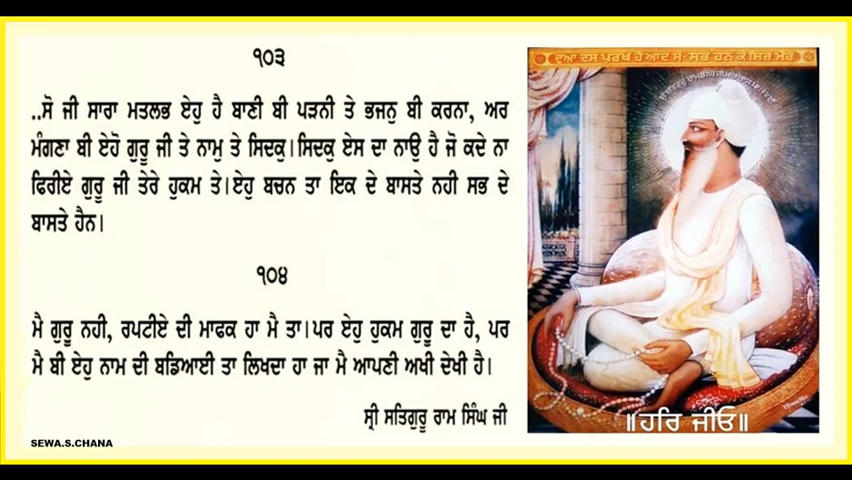 ੧੦੩
..ਸੋ ਜੀ ਸਾਰਾ ਮਤਲਭ ਏਹੁ ਹੈ ਬਾਣੀ ਬੀ ਪੜਨੀ ਤੇ ਭਜਨੁ ਬੀ ਕਰਨਾ, ਅਰ
ਮੰਗਣਾ ਬੀ ਏਹੋ ਗੁਰੂ ਜੀ ਤੇ ਨਾਮੁ ਤੇ ਸਿਦਕੁ।ਸਿਦਕੁ ਏਸ ਦਾ ਨਾਉ ਹੈ ਜੋ ਕਦੇ ਨਾ
ਫਿਰੀਏ ਗੁਰੂ ਜੀ ਤੇਰੇ ਹੁਕਮ ਤੇ।ਏਹੁ ਬਚਨ ਤਾ ਇਕ ਦੇ ਬਾਸਤੇ ਨਹੀ ਸਭ ਦੇ
ਬਾਸਤੇ ਹੈਨ।
੧੦੪
ਮੈ ਗੁਰੂ ਨਹੀ, ਰਪਟੀਏ ਦੀ ਮਾਫਕ ਹਾ ਮੈ ਤਾ।ਪਰ ਏਹੁ ਹੁਕਮ ਗੁਰੂ ਦਾ ਹੈ, ਪਰ
ਮੈ ਬੀ ਏਹੁ ਨਾਮ ਦੀ ਬਡਿਆਈ ਤਾ ਲਿਖਦਾ ਹਾ ਜਾ ਮੈ ਆਪਣੀ ਅਖੀ ਦੇਖੀ ਹੈ।
ਸ੍ਰੀ ਸਤਿਗੁਰੂ ਰਾਮ ਸਿੰਘ ਜੀ
SEWA.S.CHANA
॥ਹਰਿ ਜੀਓ॥